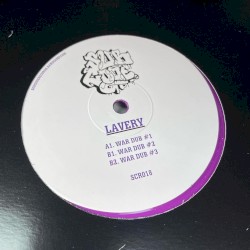 LAVERY
A1. WAR DUB #1
B1. WAR DUB #2
B2. WAR DUB #3
SCR018